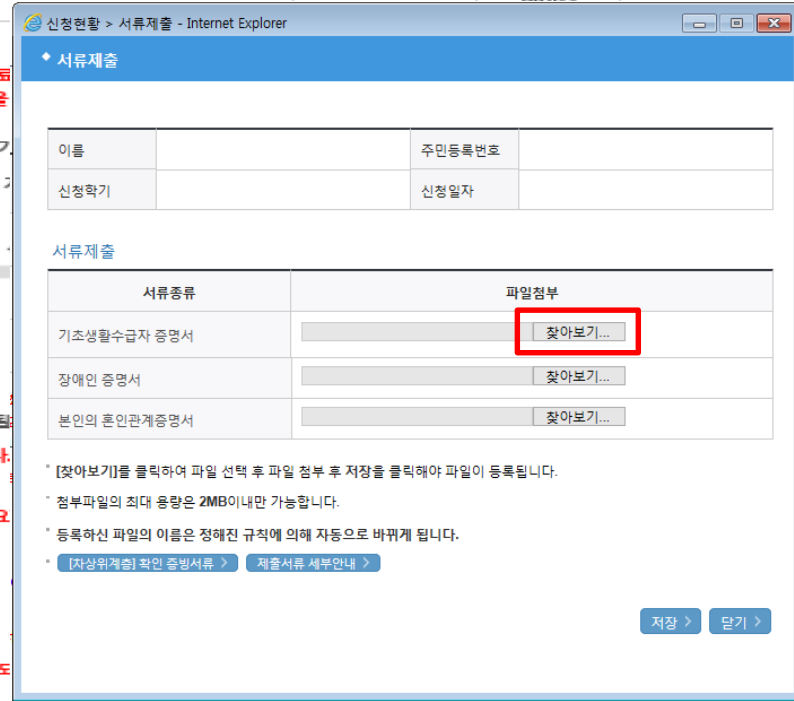 신청현황 > 서류제출 - Internet Explorer
서류제출
이름 주민등록번호
신청학기 신청일자
서류제출
서류종류 파일첨부
기초생활수급자 증명서 찾아보기...
장애인 증명서 찾아보기...
본인의 혼인관계증명서 찾아보기...
[찾아보기]를 클릭하여 파일 선택 후 파일 첨부 후 저장을 클릭해야 파일이 등록됩니다.
첨부파일의 최대 용량은 2MB이내만 가능합니다.
등록하신 파일의 이름은 정해진 규칙에 의해 자동으로 바뀌게 됩니다.
[차상위계층] 확인 증빙서류 > 제출서류 세부안내 >
저장 > 닫기 >